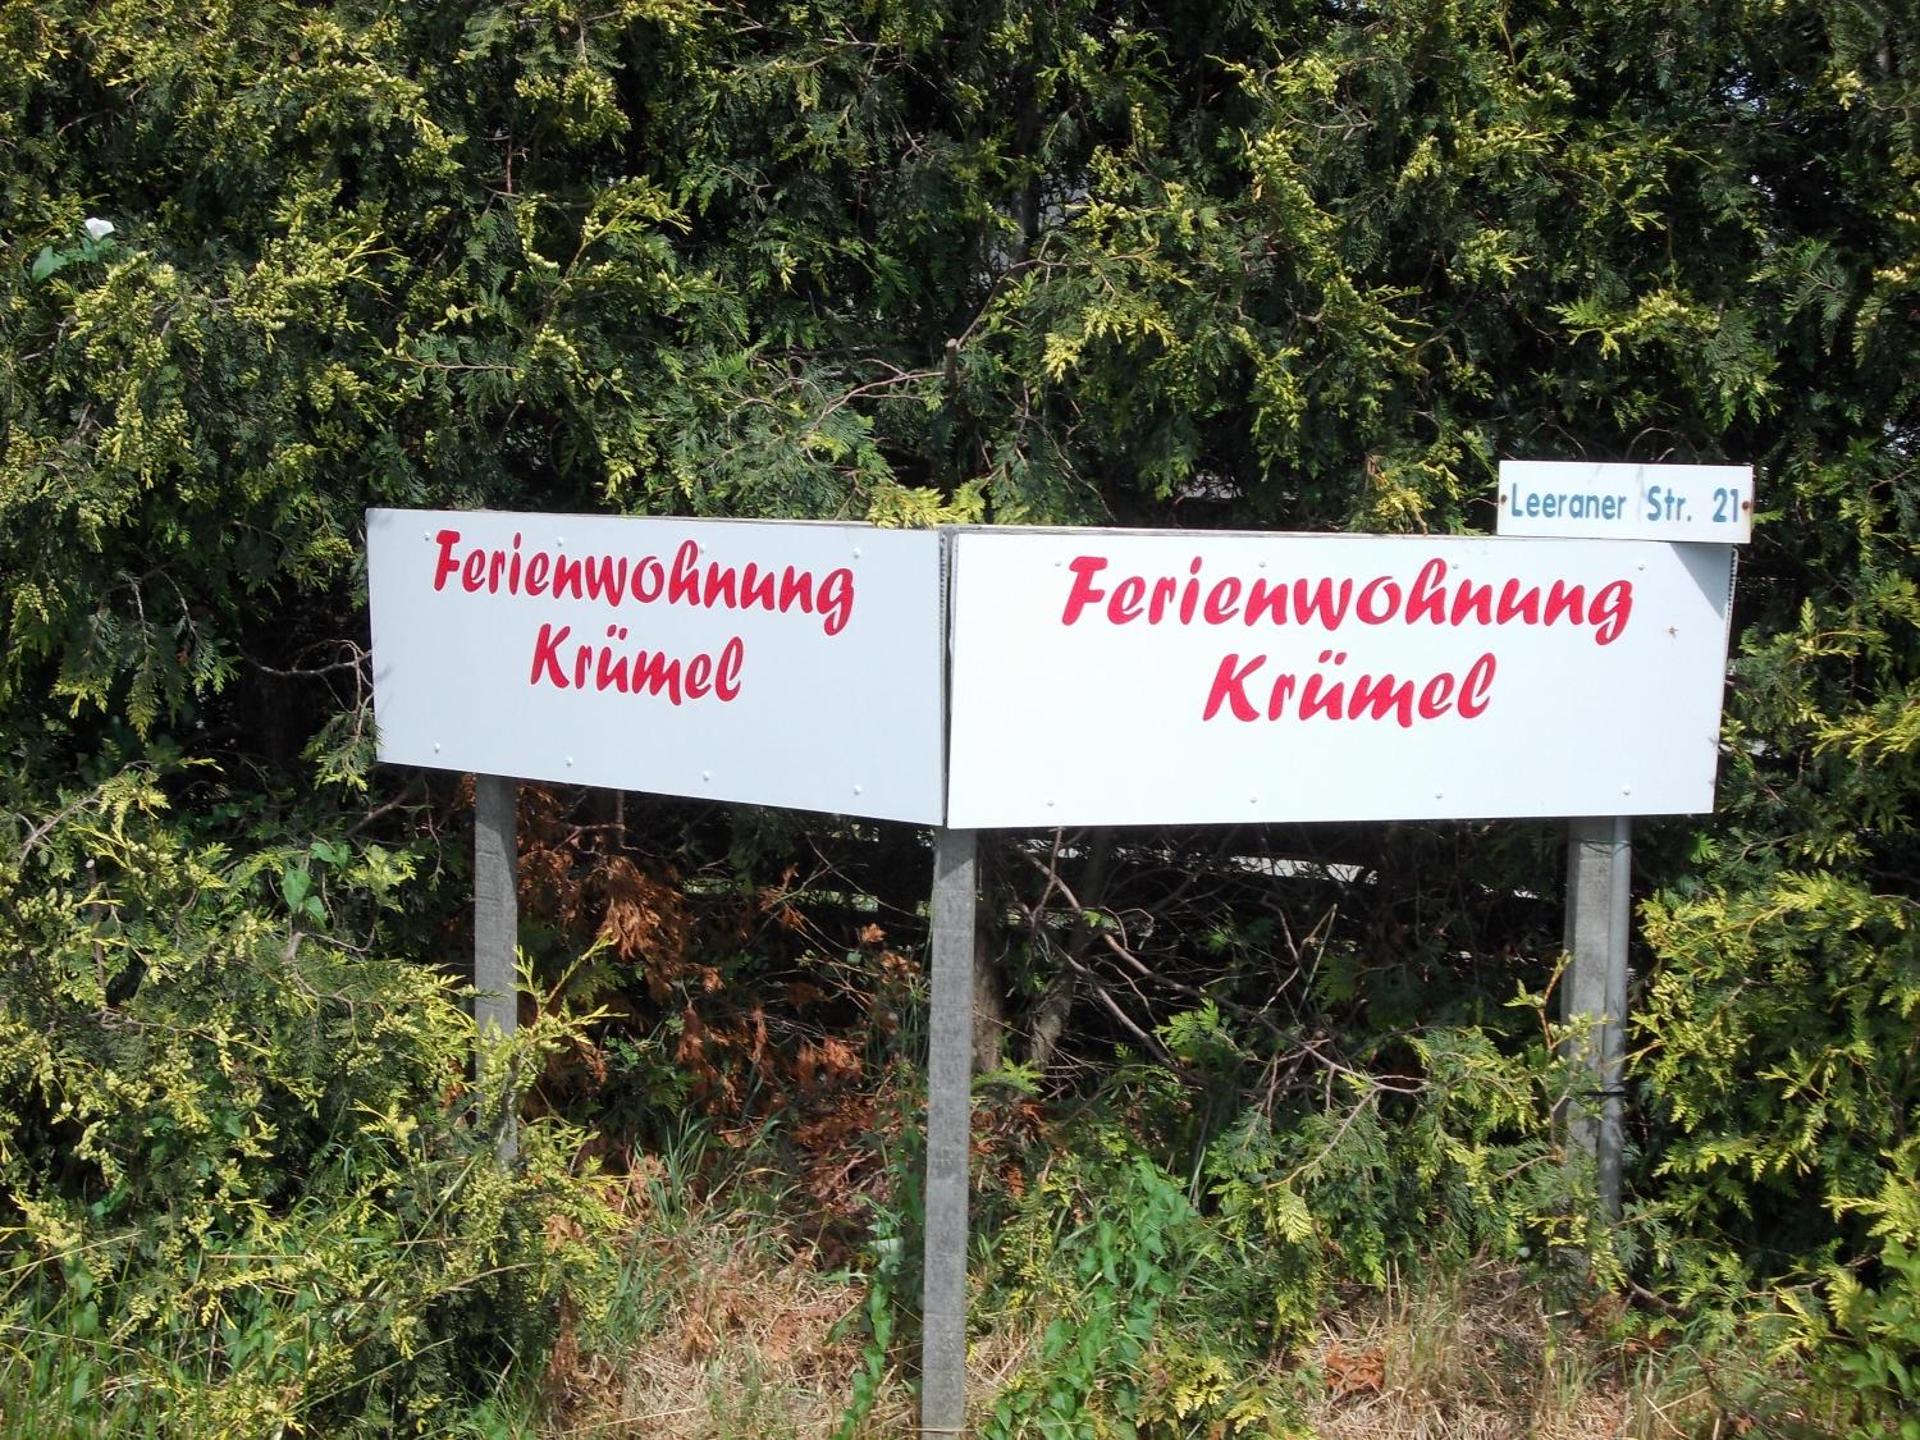 Ferienwohnung
Krümel
Leeraner Str. 21
Ferienwohnung
Krümel